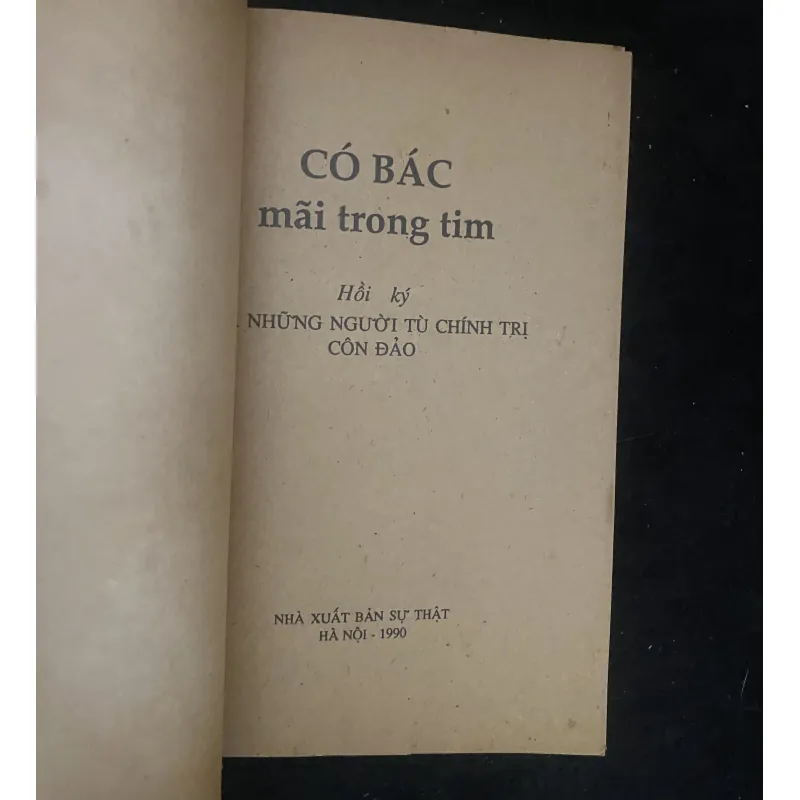 CÓ BÁC
mãi trong tim
Hồi ký
NHỮNG NGƯỜI TÙ CHÍNH TRỊ
CÔN ĐẢO
NHÀ XUẤT BẢN SỰ THẬT
HÀ NỘI - 1990